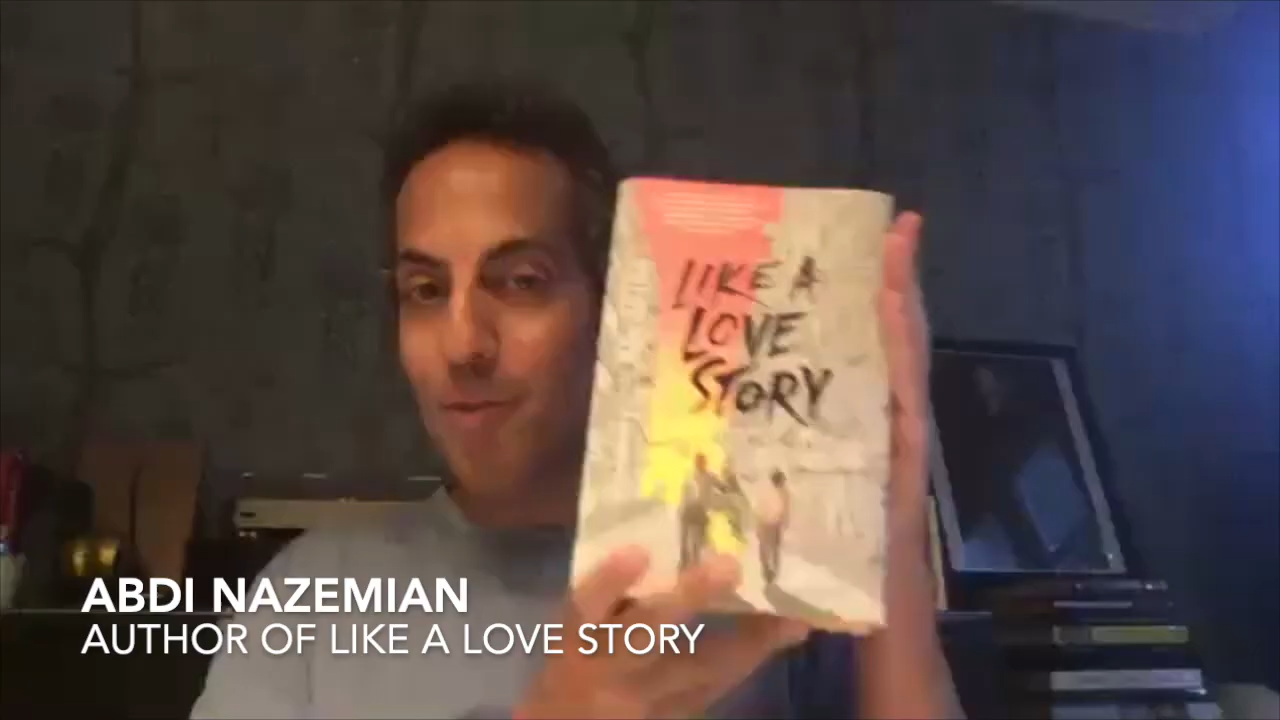 LIKE A
LOVE
STORY
ABDI NAZEMIAN
AUTHOR OF LIKE A LOVE STORY